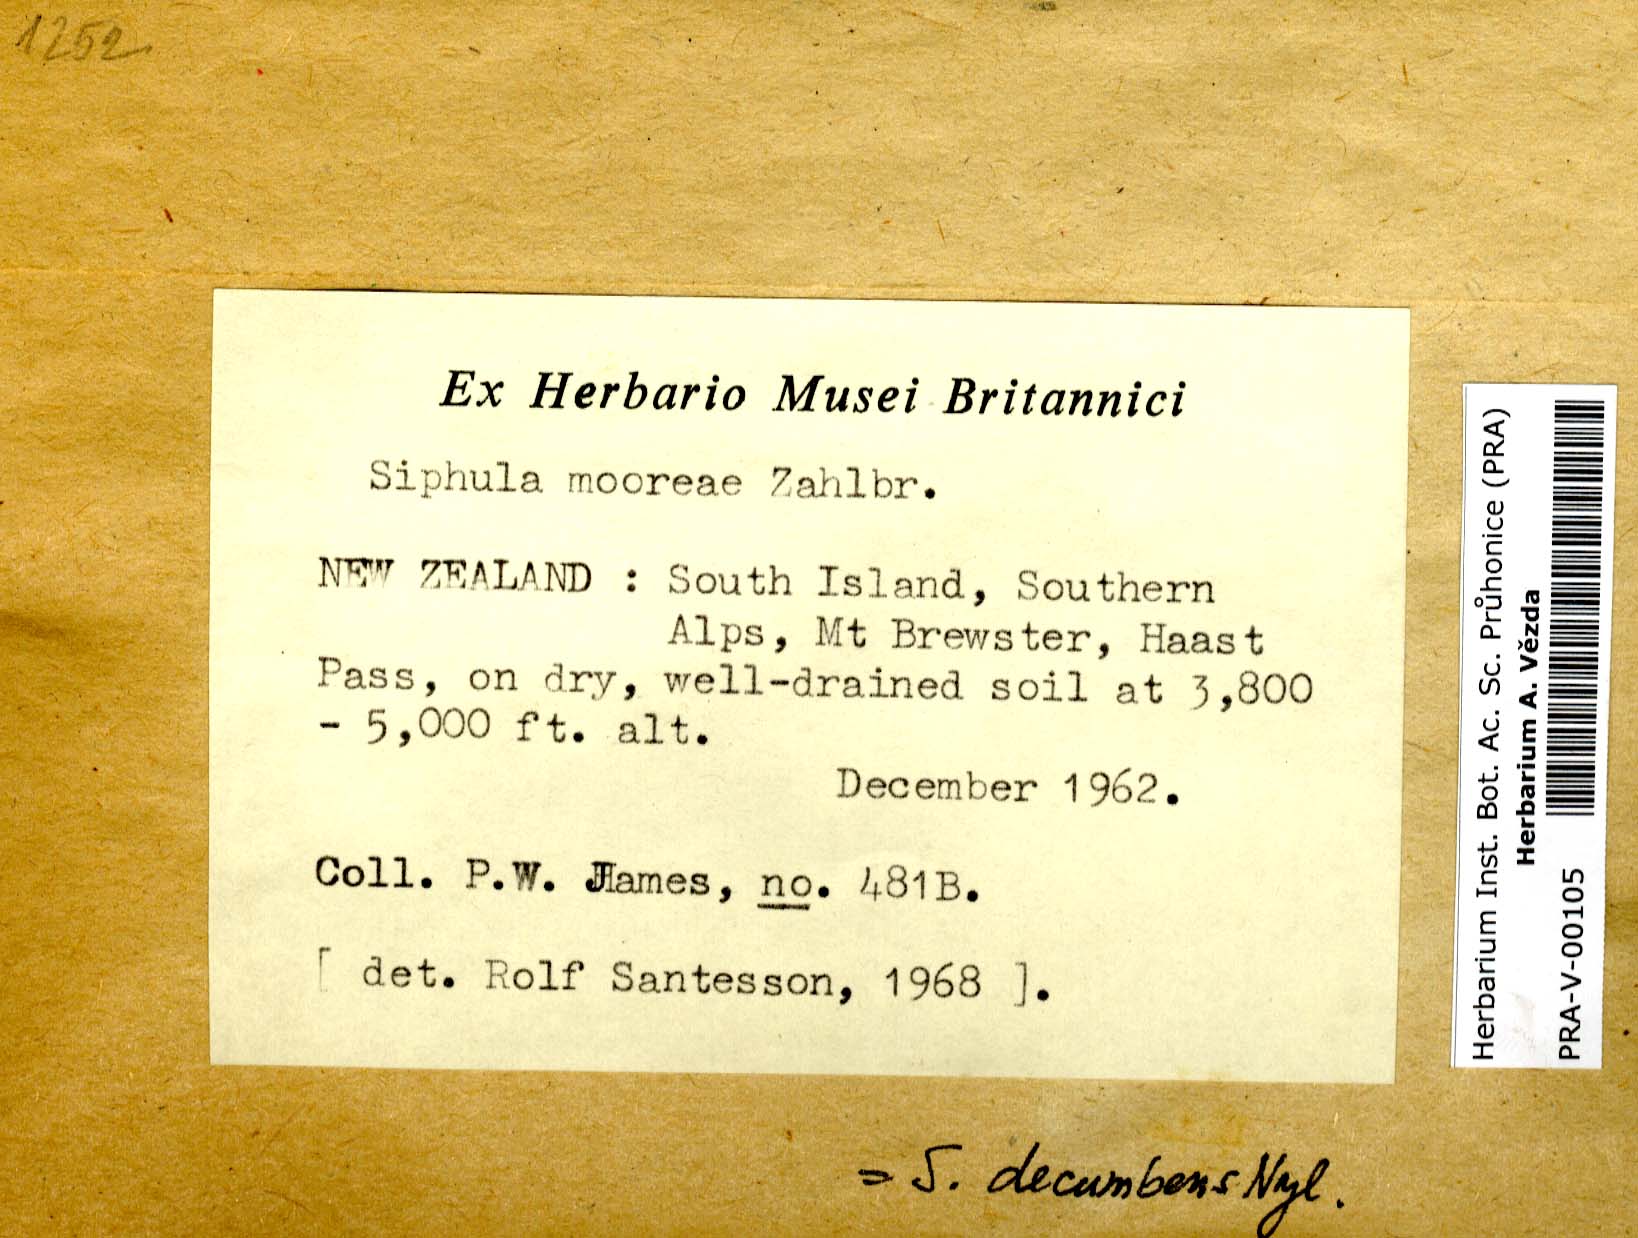 1252
Ex Herbario Musei Britannici
Siphula mooreae Zahlbr.
NEW ZEALAND : South Island, Southern
Alps, Mt Brewster, Haast
Pass, on dry, well-drained soil at 3,800
- 5,000 ft. alt.
December 1962.
Coll. P.W. James, no. 481B.
[ det. Rolf Santesson, 1968 ].
= S. decumbens Nyl.
Herbarium Inst. Bot. Ac. Sc. Průhonice (PRA)
Herbarium A. Vězda
PRA-V-00105